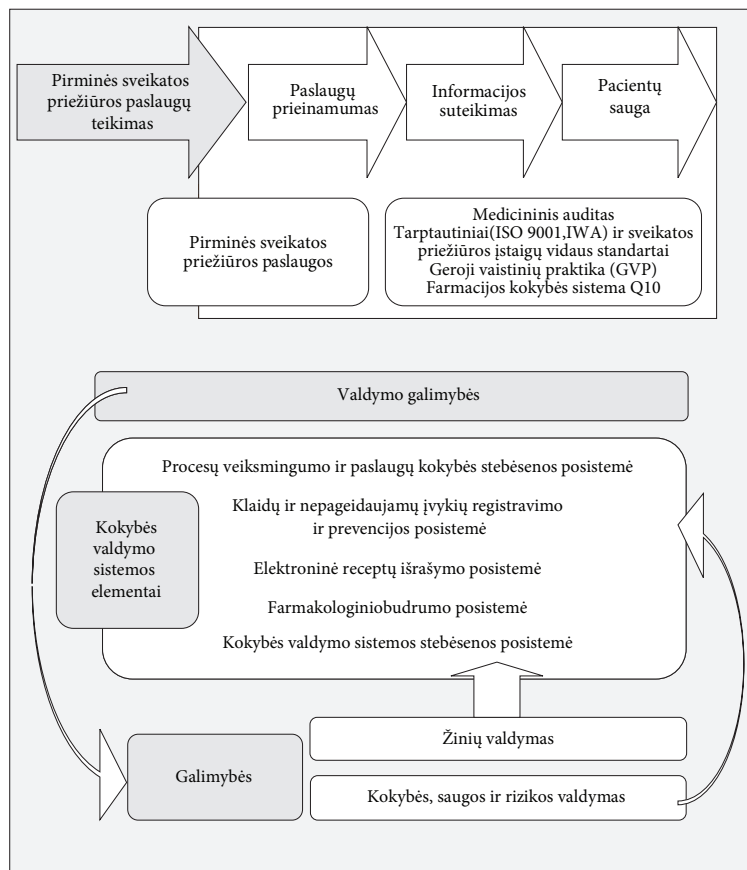 Pirminės sveikatos
priežiūros paslaugų
teikimas
Paslaugų
prieinamumas
Informacijos
suteikimas
Pacientų
sauga
Pirminės sveikatos
priežiūros paslaugos
Medicininis auditas
Tarptautiniai(ISO 9001,IWA) ir sveikatos
priežiūros įstaigų vidaus standartai
Geroji vaistinių praktika (GVP)
Farmacijos kokybės sistema Q10
Valdymo galimybės
Procesų veiksmingumo ir paslaugų kokybės stebėsenos posistemė
Klaidų ir nepageidaujamų įvykių registravimo
ir prevencijos posistemė
Elektroninė receptų išrašymo posistemė
Farmakologiniobudrumo posistemė
Kokybės valdymo sistemos stebėsenos posistemė
Kokybės
valdymo
sistemos
elementai
Galimybės
Žinių valdymas
Kokybės, saugos ir rizikos valdymas